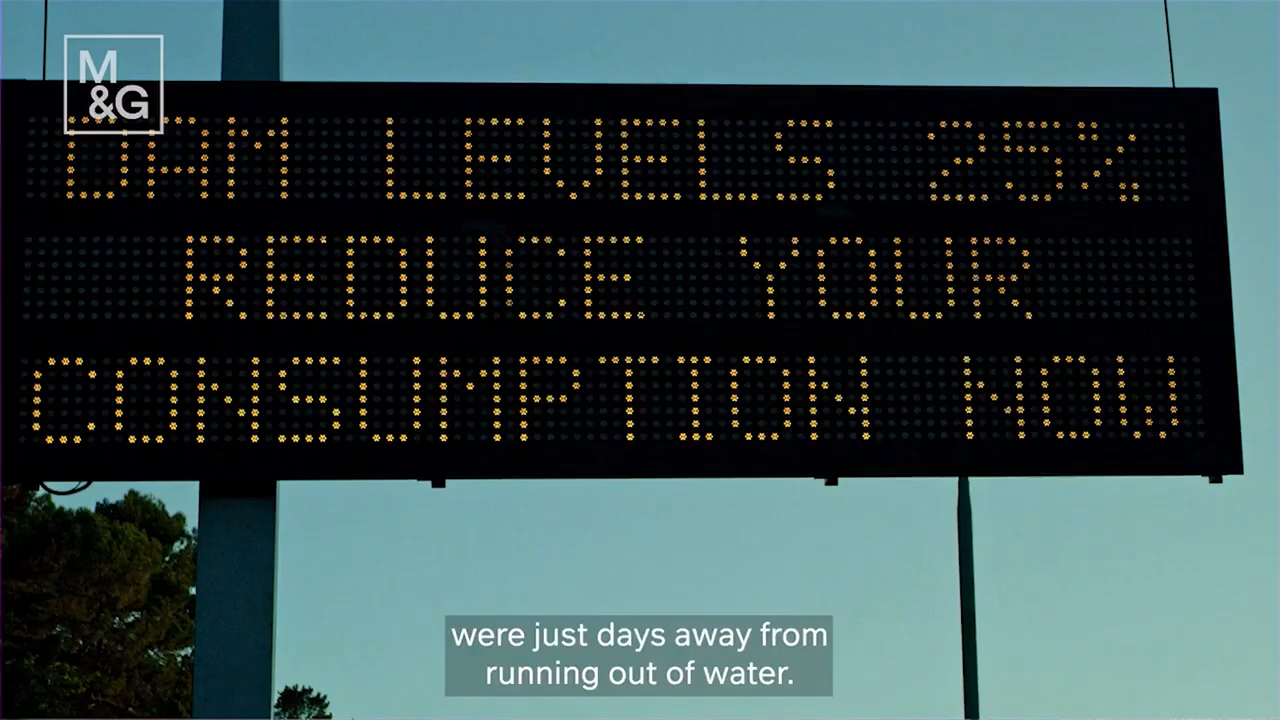 M
&G
DAM LEVELS 25%
REDUCE YOUR
CONSUMPTION NOW
were just days away from
running out of water.